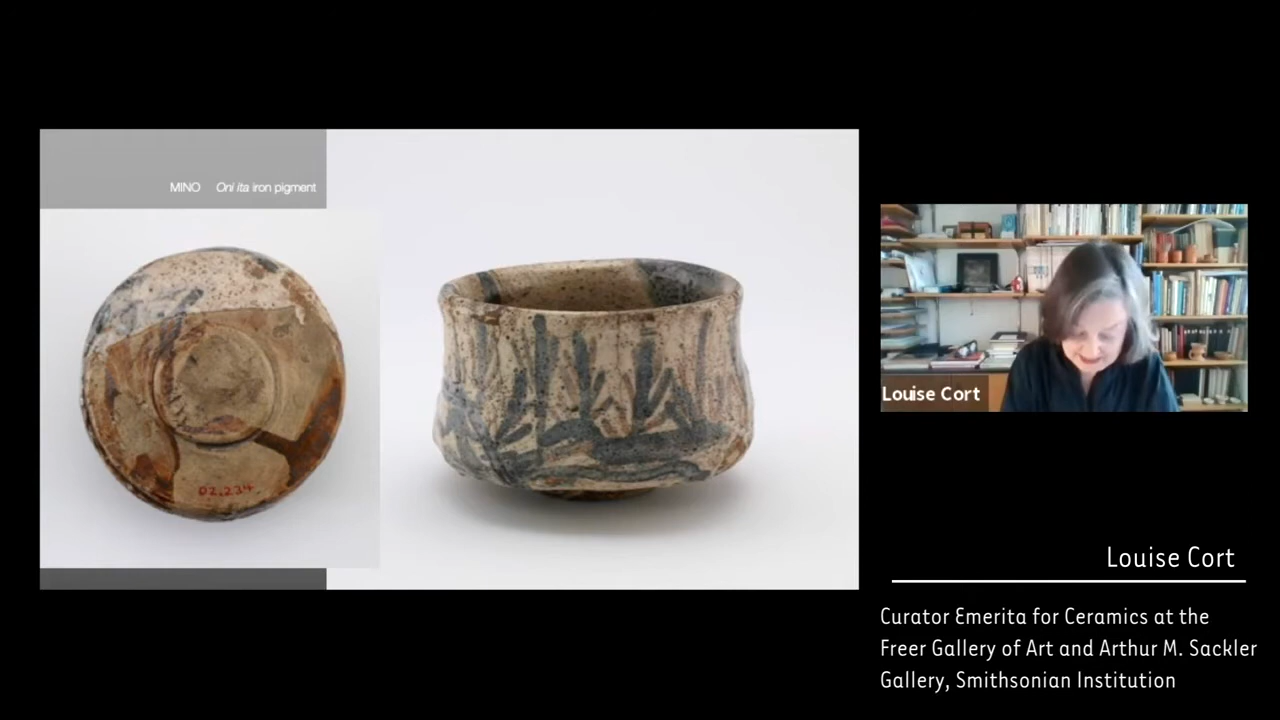 MINO Oni ita iron pigment
02.234
Louise Cort
Louise Cort
Curator Emerita for Ceramics at the
Freer Gallery of Art and Arthur M. Sackler
Gallery, Smithsonian Institution